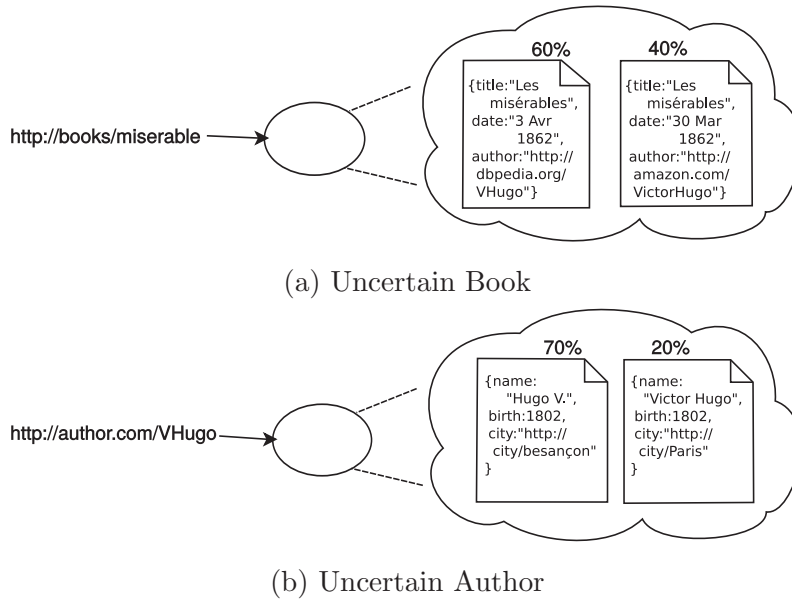 60%
40%
http://books/miserable
{title:"Les
misérables",
date:"3 Avr
1862",
author:"http://
dbpedia.org/
VHugo"}
{title:"Les
misérables",
date:"30 Mar
1862",
author:"http://
amazon.com/
VictorHugo"}
(a) Uncertain Book
70%
20%
http://author.com/VHugo
{name:
"Hugo V.",
birth:1802,
city:"http://
city/besançon"
}
{name:
"Victor Hugo",
birth:1802,
city:"http://
city/Paris"
}
(b) Uncertain Author